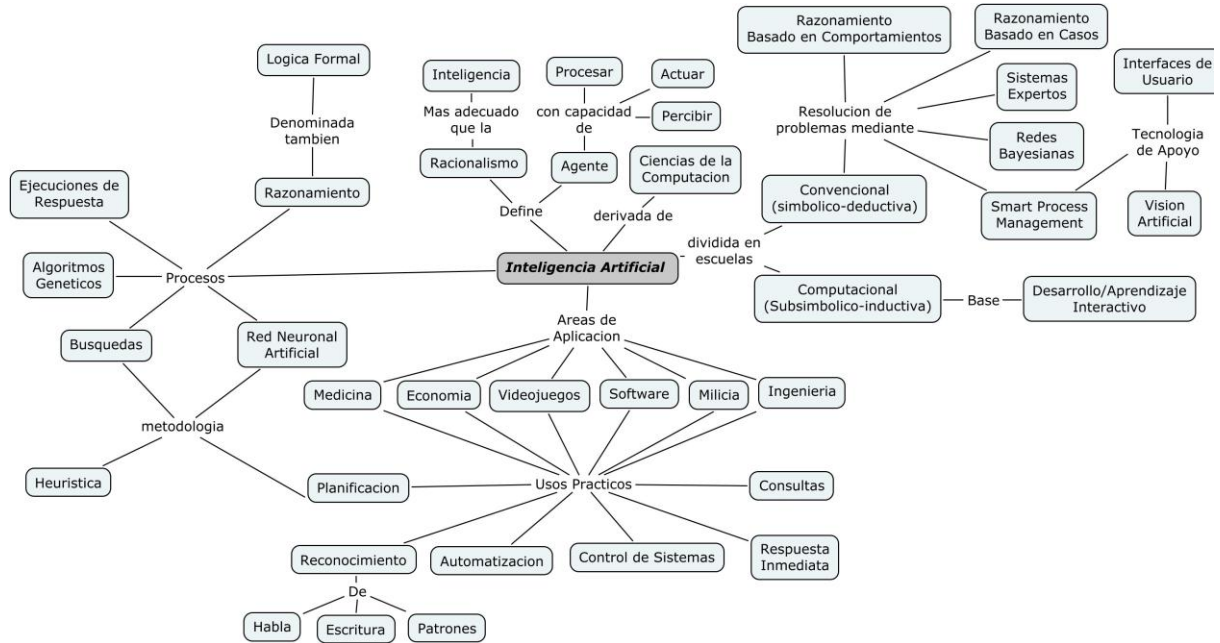 Razonamiento
Basado en Comportamientos
Razonamiento
Basado en Casos
Logica Formal
Inteligencia
Procesar
Actuar
Interfaces de
Usuario
Sistemas
Expertos
Mas adecuado
que la
con capacidad
de
Percibir
Resolucion de
problemas mediante
Denominada
tambien
Redes
Bayesianas
Tecnologia
de Apoyo
Racionalismo
Agente
Ciencias de la
Computacion
Ejecuciones de
Respuesta
Razonamiento
Convencional
(simbolico-deductiva)
Smart Process
Management
Vision
Artificial
Define
derivada de
dividida en
escuelas
Algoritmos
Geneticos
Procesos
Inteligencia Artificial
Computacional
(Subsimbolico-inductiva)
Base
Desarrollo/Aprendizaje
Interactivo
Busquedas
Red Neuronal
Artificial
Areas de
Aplicacion
Medicina
Economia
Videojuegos
Software
Milicia
Ingenieria
metodologia
Heuristica
Planificacion
Usos Practicos
Consultas
Reconocimiento
Automatizacion
Control de Sistemas
Respuesta
Inmediata
De
Habla
Escritura
Patrones